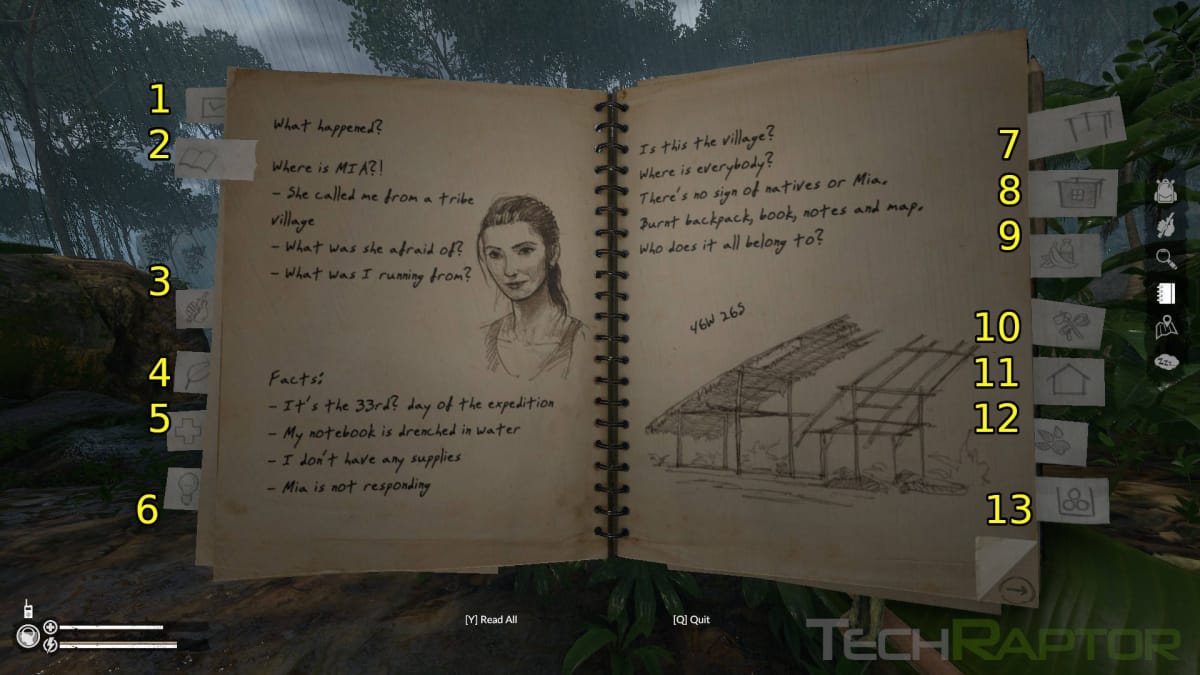 1
2
3
4
5
6
What happened?
Where is MIA?!
- She called me from a tribe
village
- What was she afraid of?
- What was I running from?
Facts:
- It's the 33rd? day of the expedition
- My notebook is drenched in water
- I don't have any supplies
- Mia is not responding
Is this the village?
Where is everybody?
There's no sign of natives or Mia.
Burnt backpack, book, notes and map.
Who does it all belong to?
46W 26S
7
8
9
10
11
12
13
zzz
[Y] Read All
[Q] Quit
TECHRAPTOR